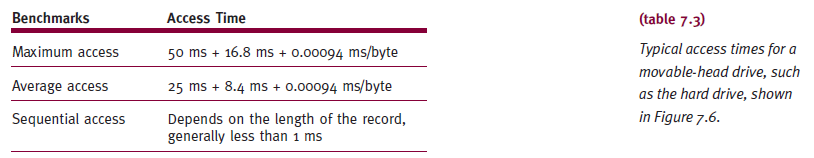 Benchmarks Access Time
Maximum access 50 ms + 16.8 ms + 0.00094 ms/byte
Average access 25 ms + 8.4 ms + 0.00094 ms/byte
Sequential access Depends on the length of the record,
generally less than 1 ms
(table 7.3)
Typical access times for a
movable-head drive, such
as the hard drive, shown
in Figure 7.6.